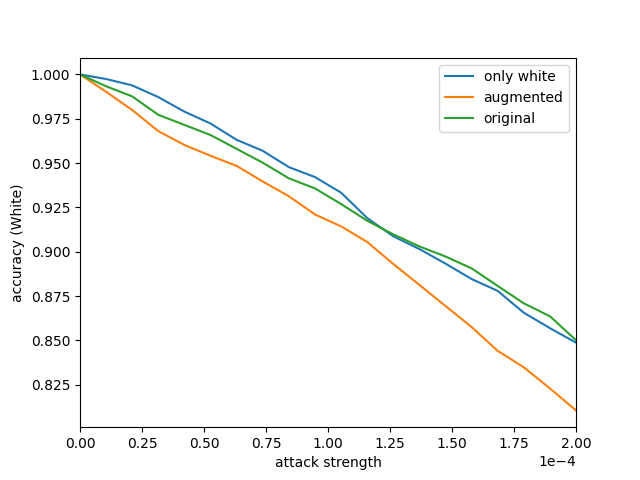 only white
augmented
original
1.000
0.975
0.950
0.925
0.900
0.875
0.850
0.825
accuracy (White)
0.00 0.25 0.50 0.75 1.00 1.25 1.50 1.75 2.00
attack strength
1e−4